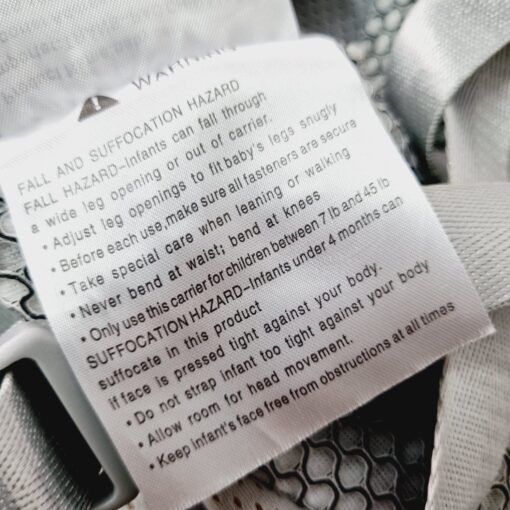 WARNING
FALL AND SUFFOCATION HAZARD
FALL HAZARD–Infants can fall through
a wide leg opening or out of carrier.
• Adjust leg openings to fit baby's legs snugly
• Before each use,make sure all fasteners are secure
• Take special care when leaning or walking
• Never bend at waist; bend at knees
• Only use this carrier for children between 7 lb and 45 lb
SUFFOCATION HAZARD–Infants under 4 months can
suffocate in this product
if face is pressed tight against your body.
• Do not strap infant too tight against your body
• Allow room for head movement.
• Keep infant's face free from obstructions at all times